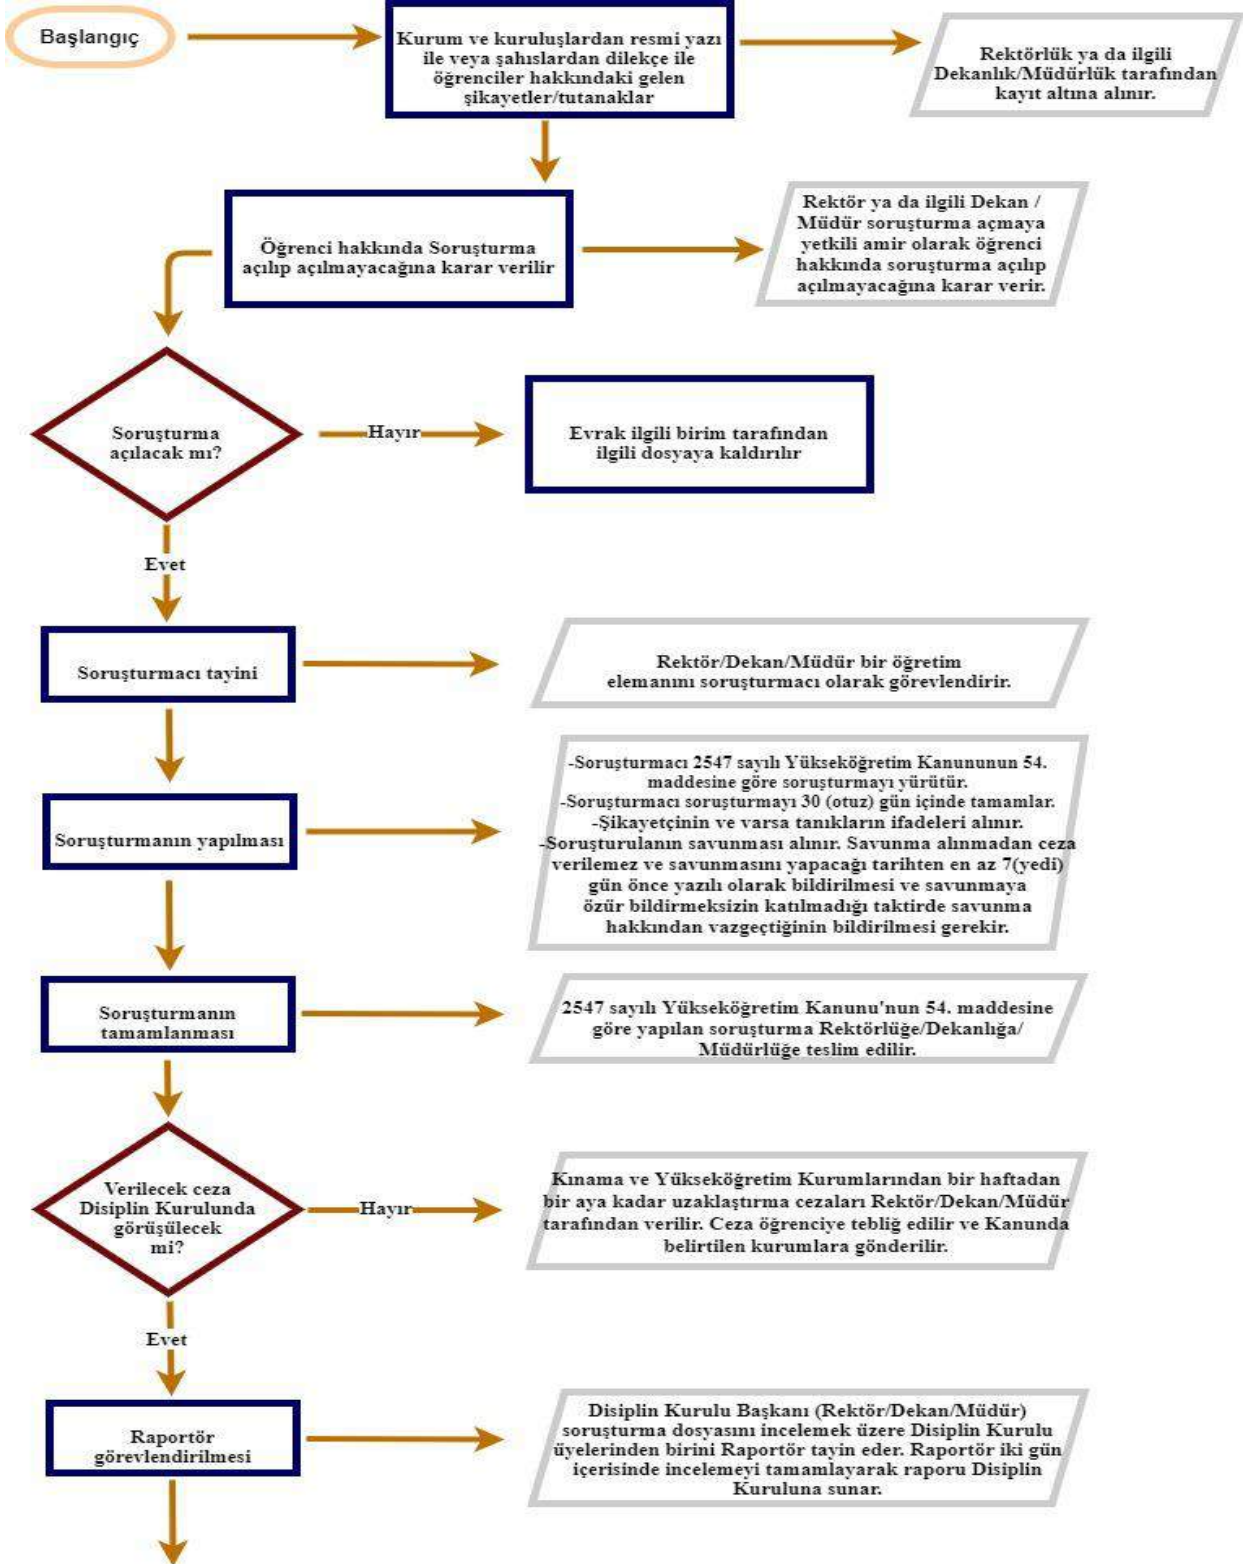 Başlangıç
Kurum ve kuruluşlardan resmi yazı
ile veya şahıslardan dilekçe ile
öğrenciler hakkındaki gelen
şikayetler/tutanaklar
Rektörlük ya da ilgili
Dekanlık/Müdürlük tarafından
kayıt altına alınır.
Öğrenci hakkında Soruşturma
açılıp açılmayacağına karar verilir
Rektör ya da ilgili Dekan /
Müdür soruşturma açmaya
yetkili amir olarak öğrenci
hakkında soruşturma açılıp
açılmayacağına karar verir.
Soruşturma
açılacak mı?
Hayır
Evrak ilgili birim tarafından
ilgili dosyaya kaldırılır
Evet
Soruşturmacı tayini
Rektör/Dekan/Müdür bir öğretim
elemanını soruşturmacı olarak görevlendirir.
Soruşturmanın yapılması
-Soruşturmacı 2547 sayılı Yükseköğretim Kanununun 54.
maddesine göre soruşturmayı yürütür.
-Soruşturmacı soruşturmayı 30 (otuz) gün içinde tamamlar.
-Şikayetçinin ve varsa tanıkların ifadeleri alınır.
-Soruşturulanın savunması alınır. Savunma alınmadan ceza
verilemez ve savunmasını yapacağı tarihten en az 7(yedi)
gün önce yazılı olarak bildirilmesi ve savunmaya
özür bildirmeksizin katılmadığı taktirde savunma
hakkından vazgeçtiğinin bildirilmesi gerekir.
Soruşturmanın
tamamlanması
2547 sayılı Yükseköğretim Kanunu'nun 54. maddesine
göre yapılan soruşturma Rektörlüğe/Dekanlığa/
Müdürlüğe teslim edilir.
Verilecek ceza
Disiplin Kurulunda
görüşülecek
mi?
Hayır
Kınama ve Yükseköğretim Kurumlarından bir haftadan
bir aya kadar uzaklaştırma cezaları Rektör/Dekan/Müdür
tarafından verilir. Ceza öğrenciye tebliğ edilir ve Kanunda
belirtilen kurumlara gönderilir.
Evet
Raportör
görevlendirilmesi
Disiplin Kurulu Başkanı (Rektör/Dekan/Müdür)
soruşturma dosyasını incelemek üzere Disiplin Kurulu
üyelerinden birini Raportör tayin eder. Raportör iki gün
içerisinde incelemeyi tamamlayarak raporu Disiplin
Kuruluna sunar.